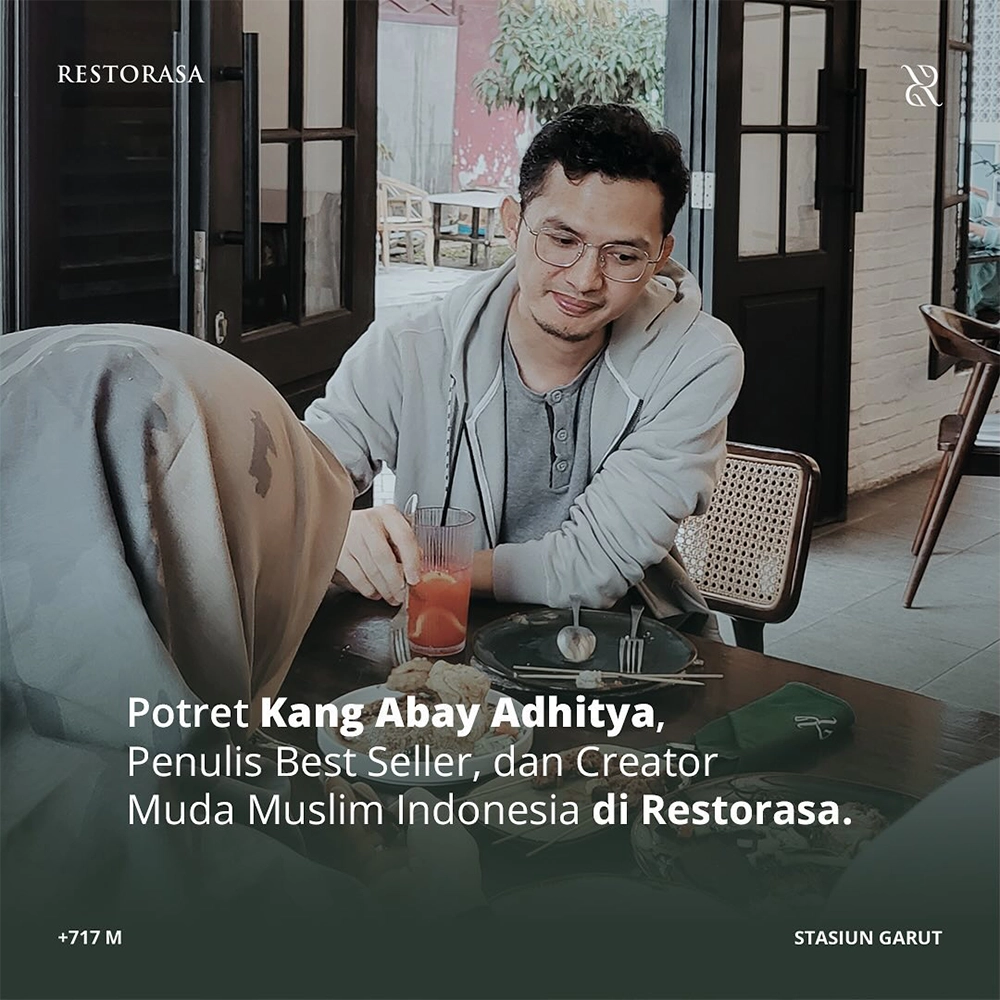 RESTORASA
Potret Kang Abay Adhitya,
Penulis Best Seller, dan Creator
Muda Muslim Indonesia di Restorasa.
+717 M
STASIUN GARUT